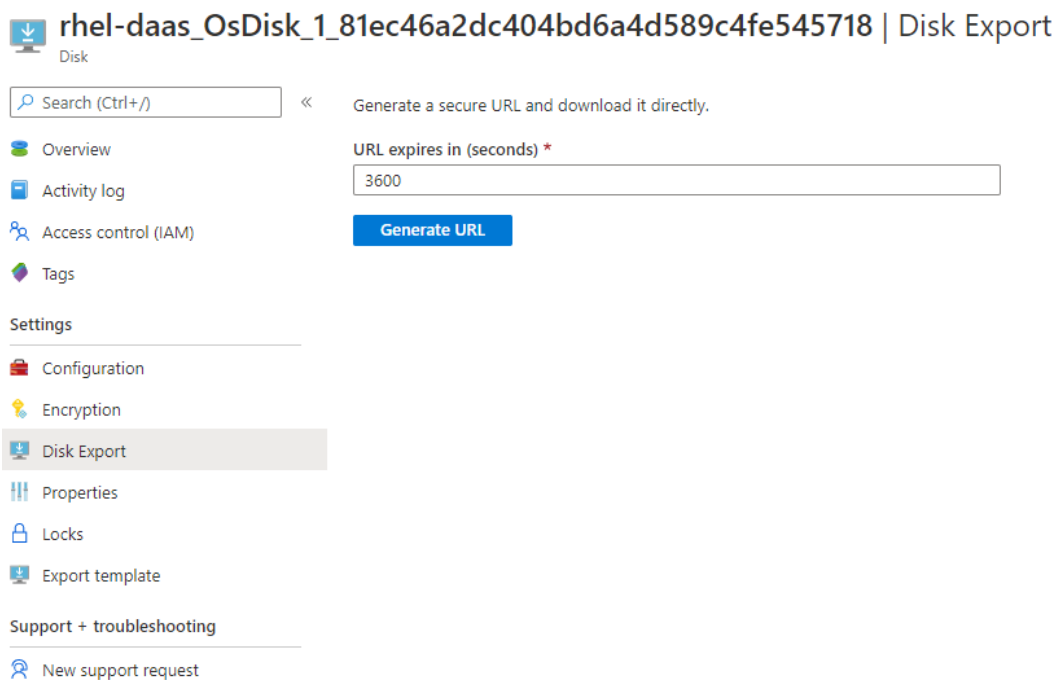 rhel-daas_OsDisk_1_81ec46a2dc404bd6a4d589c4fe545718 | Disk Export
Disk
Search (Ctrl+/)
«
Overview
Activity log
Access control (IAM)
Tags
Settings
Configuration
Encryption
Disk Export
Properties
Locks
Export template
Support + troubleshooting
New support request
Generate a secure URL and download it directly.
URL expires in (seconds) *
3600
Generate URL